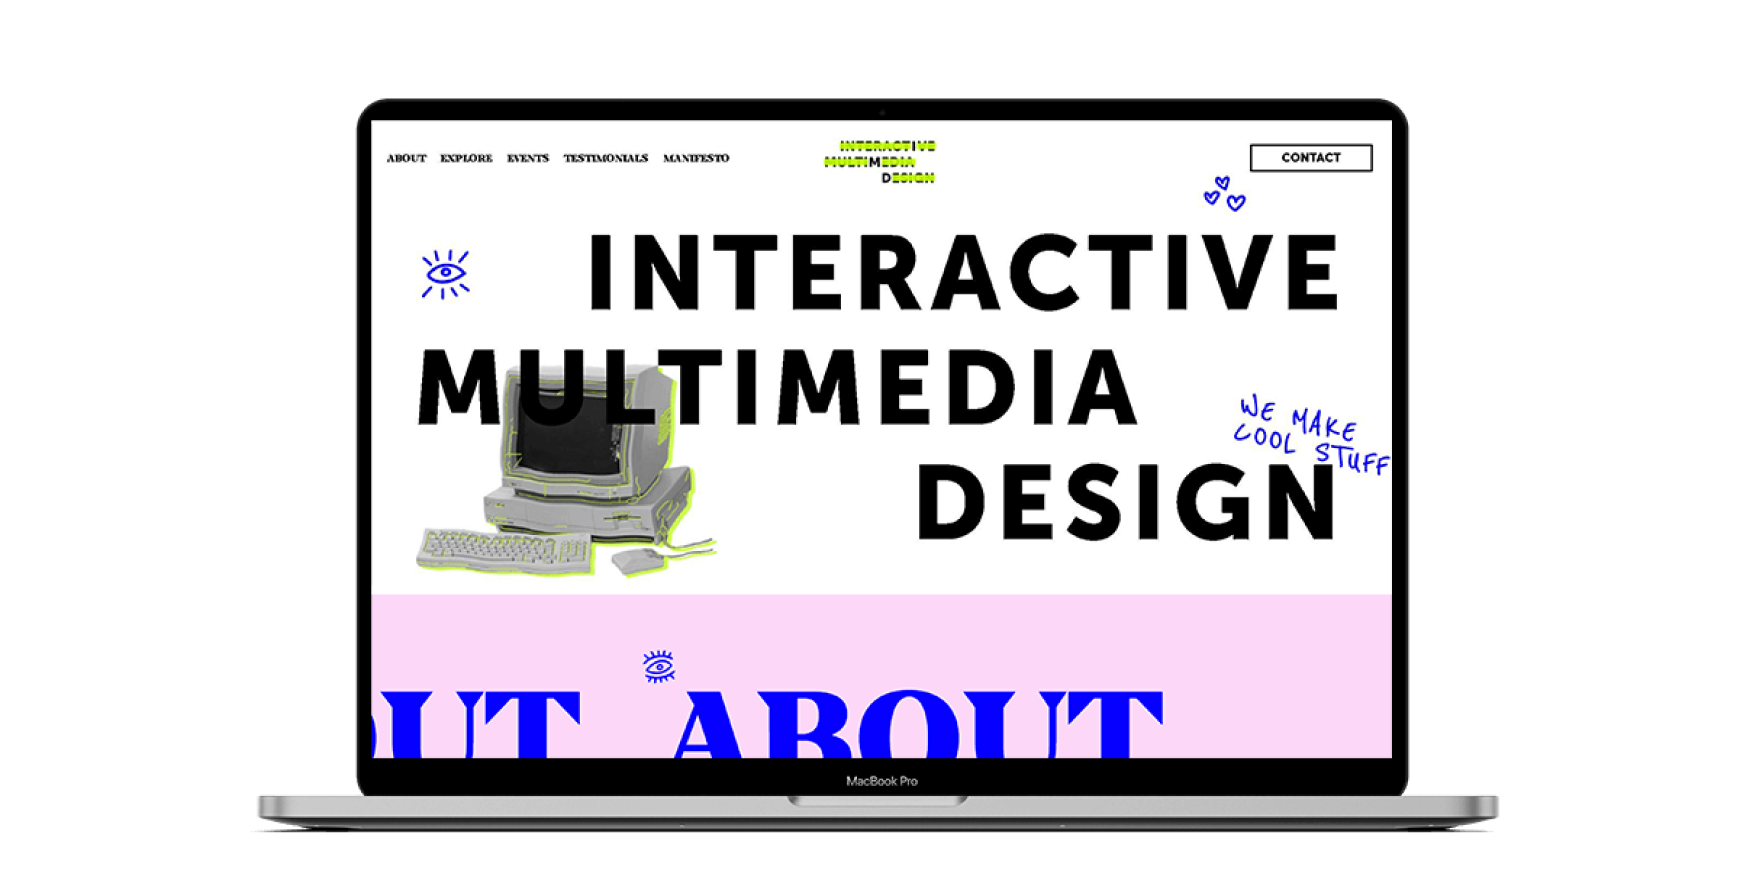 ABOUT EXPLORE EVENTS TESTIMONIALS MANIFESTO
INTERACTIVE
MULTIMEDIA
DESIGN
CONTACT
INTERACTIVE
MULTIMEDIA
DESIGN
WE MAKE
COOL STUFF
OUT ABOUT
MacBook Pro